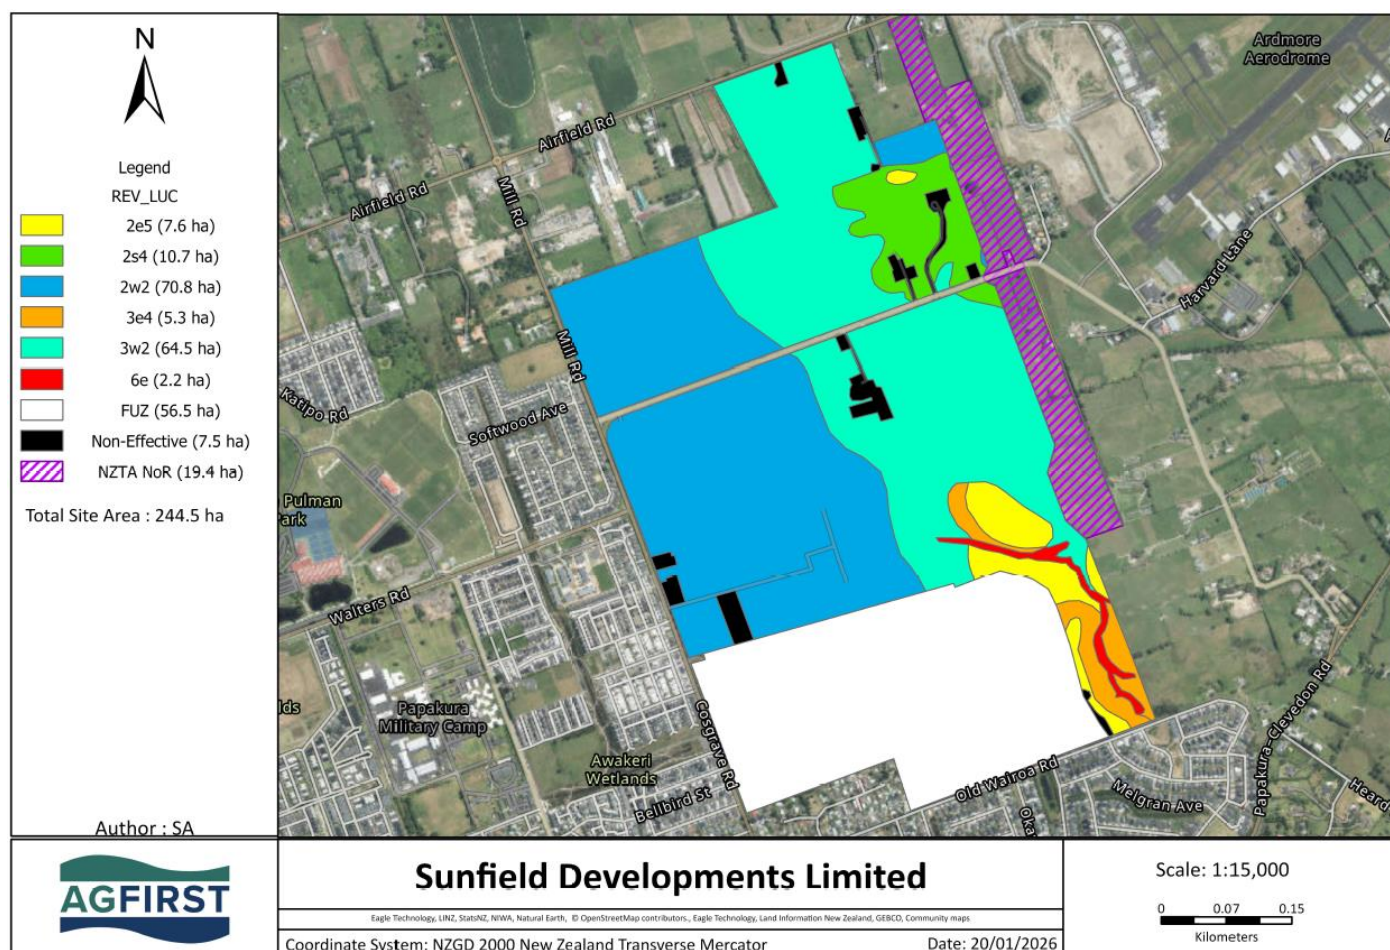 N
Legend
REV_LUC
2e5 (7.6 ha)
2s4 (10.7 ha)
2w2 (70.8 ha)
3e4 (5.3 ha)
3w2 (64.5 ha)
6e (2.2 ha)
FUZ (56.5 ha)
Non-Effective (7.5 ha)
NZTA NoR (19.4 ha)
Total Site Area : 244.5 ha
Author : SA
Ardmore
Aerodrome
Airfield Rd
Airfield Rd
Mill Rd
Harvard Lane
Mill Rd
Katipo Rd
Softwood Ave
Pulman
ark
Walters Rd
lds
Papakura
Military Camp
Cosgrave Rd
Awakeri
Wetlands
Bellbird St
Old Wairoa Rd
Oka
Melgran Ave
Papakura-Clevedon Rd
Heard
AGFIRST
Sunfield Developments Limited
Eagle Technology, LINZ, StatsNZ, NIWA, Natural Earth, © OpenStreetMap contributors., Eagle Technology, Land Information New Zealand, GEBCO, Community maps
Coordinate System: NZGD 2000 New Zealand Transverse Mercator
Date: 20/01/2026
Scale: 1:15,000
0 0.07 0.15
Kilometers